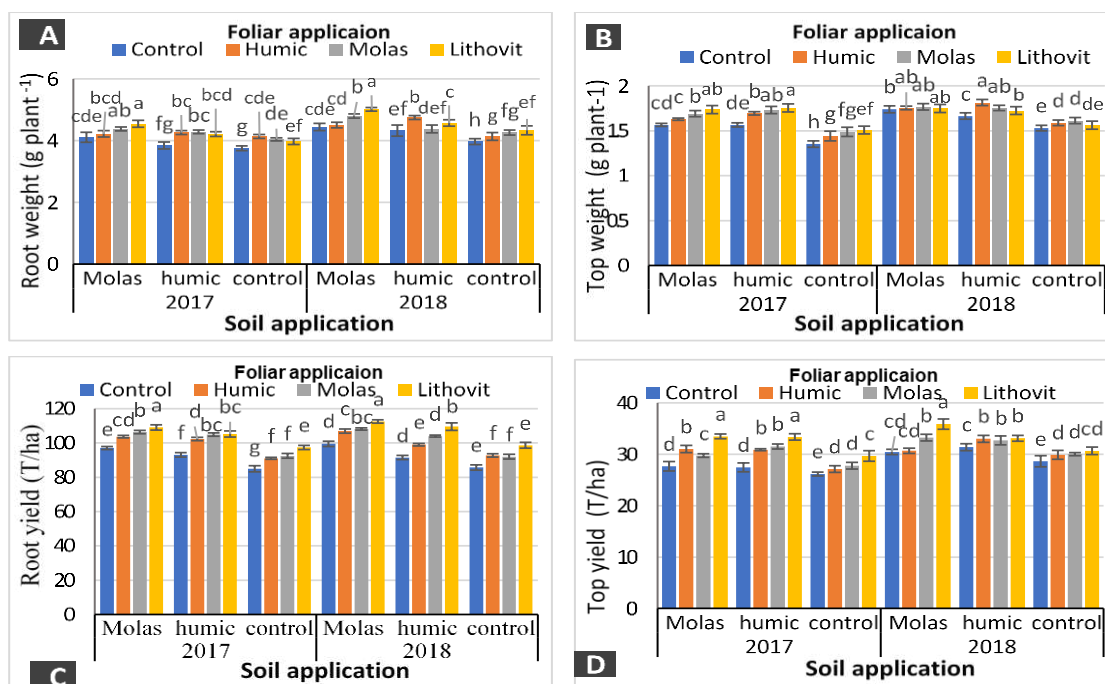 A
Foliar applicaion
Control Humic Molas Lithovit
Root weight (g plant -1)
6
4
2
0
cde bcd ab a fg bc bc bcd g cde de ef cde cd b a ef b def c h g fg ef
Molas humic control Molas humic control
2017 2018
Soil application
B
Foliar applicaion
Control Humic Molas Lithovit
Top weight (g plant-1)
2
1.5
1
0.5
0
cd c b ab de b ab a h g fg ef b ab ab ab c a ab b e d d de
Molas humic control Molas humic control
2017 2018
Soil application
Foliar applicaion
Control Humic Molas Lithovit
Root yield (T/ha)
120
100
80
60
40
20
0
e cd b a f d bc bc g f f e d c bc a d e d b e f f e
Molas humic control Molas humic control
2017 2018
Soil application
C
Foliar applicaion
Control Humic Molas Lithovit
Top yield (T/ha)
40
30
20
10
0
d b c a d b b a e d d c cd cd b a c b b b e d d cd
Molas humic control Molas humic control
2017 2018
Soil application
D